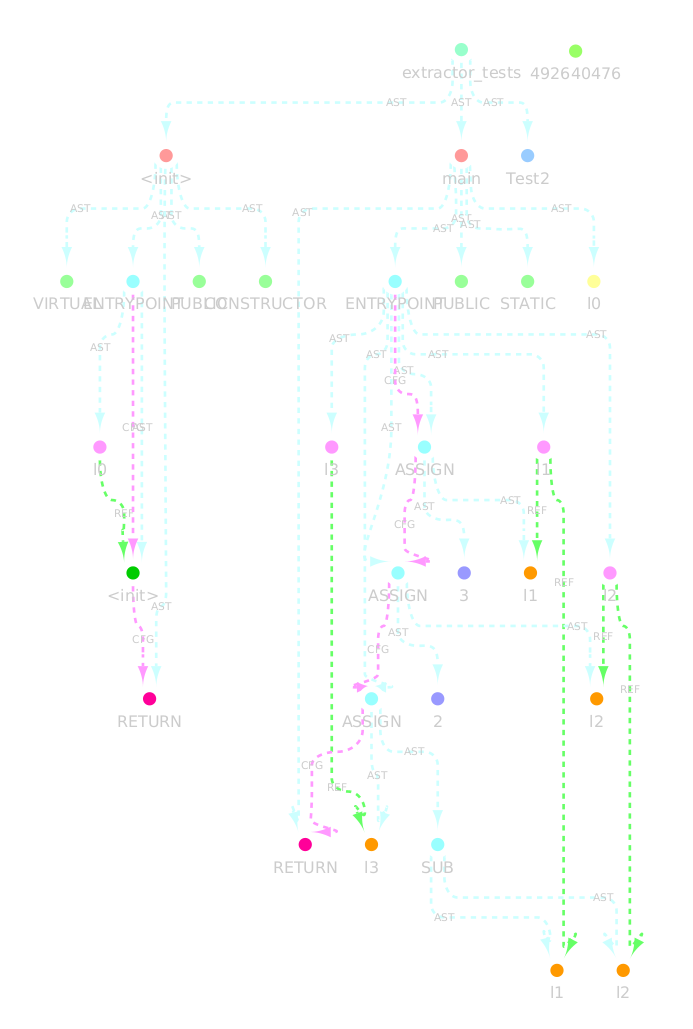 extractor_tests 492640476
AST AST AST
<init> main Test2
AST AST AST AST AST AST AST AST AST
VIRTUAL ENTRYPOINT PUBLIC CONSTRUCTOR ENTRYPOINT PUBLIC STATIC l0
AST AST AST AST AST AST
CFG
CFG AST AST
l0 l3 ASSIGN l1
REF AST AST REF
CFG
<init> ASSIGN 3 l1 l2
REF
AST AST AST REF
CFG CFG
REF
RETURN ASSIGN 2 l2
CFG AST AST
REF
RETURN l3 SUB
AST AST
l1 l2